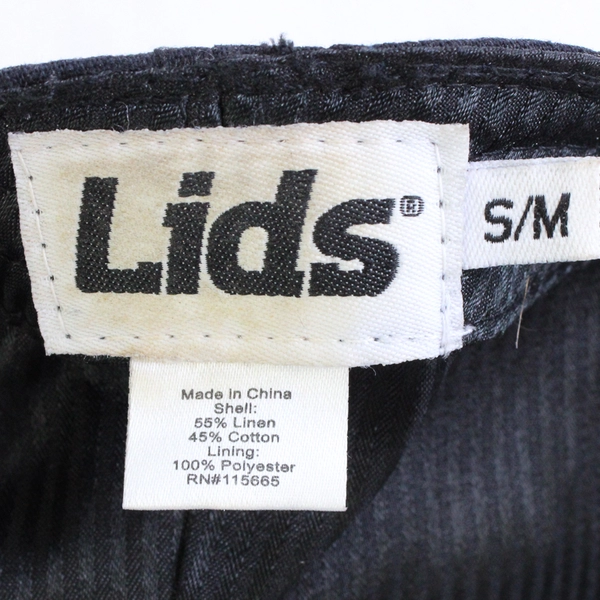 Lids®
S/M
Made in China
Shell:
55% Linen
45% Cotton
Lining:
100% Polyester
RN#115665